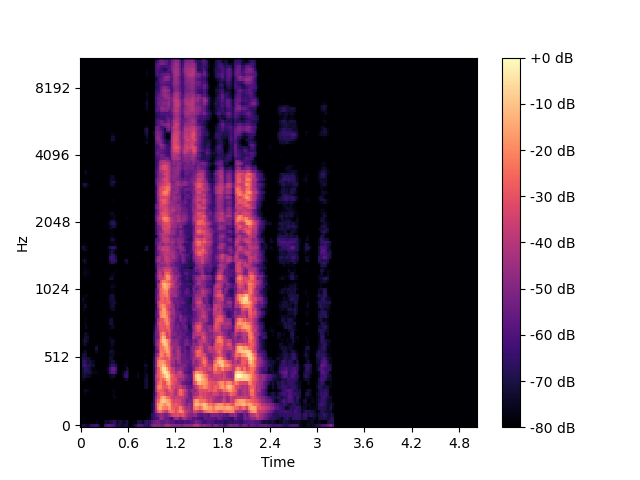 +0 dB
8192
-10 dB
4096
-20 dB
-30 dB
2048
Hz
-40 dB
1024
-50 dB
-60 dB
512
-70 dB
0
-80 dB
0 0.6 1.2 1.8 2.4 3 3.6 4.2 4.8
Time